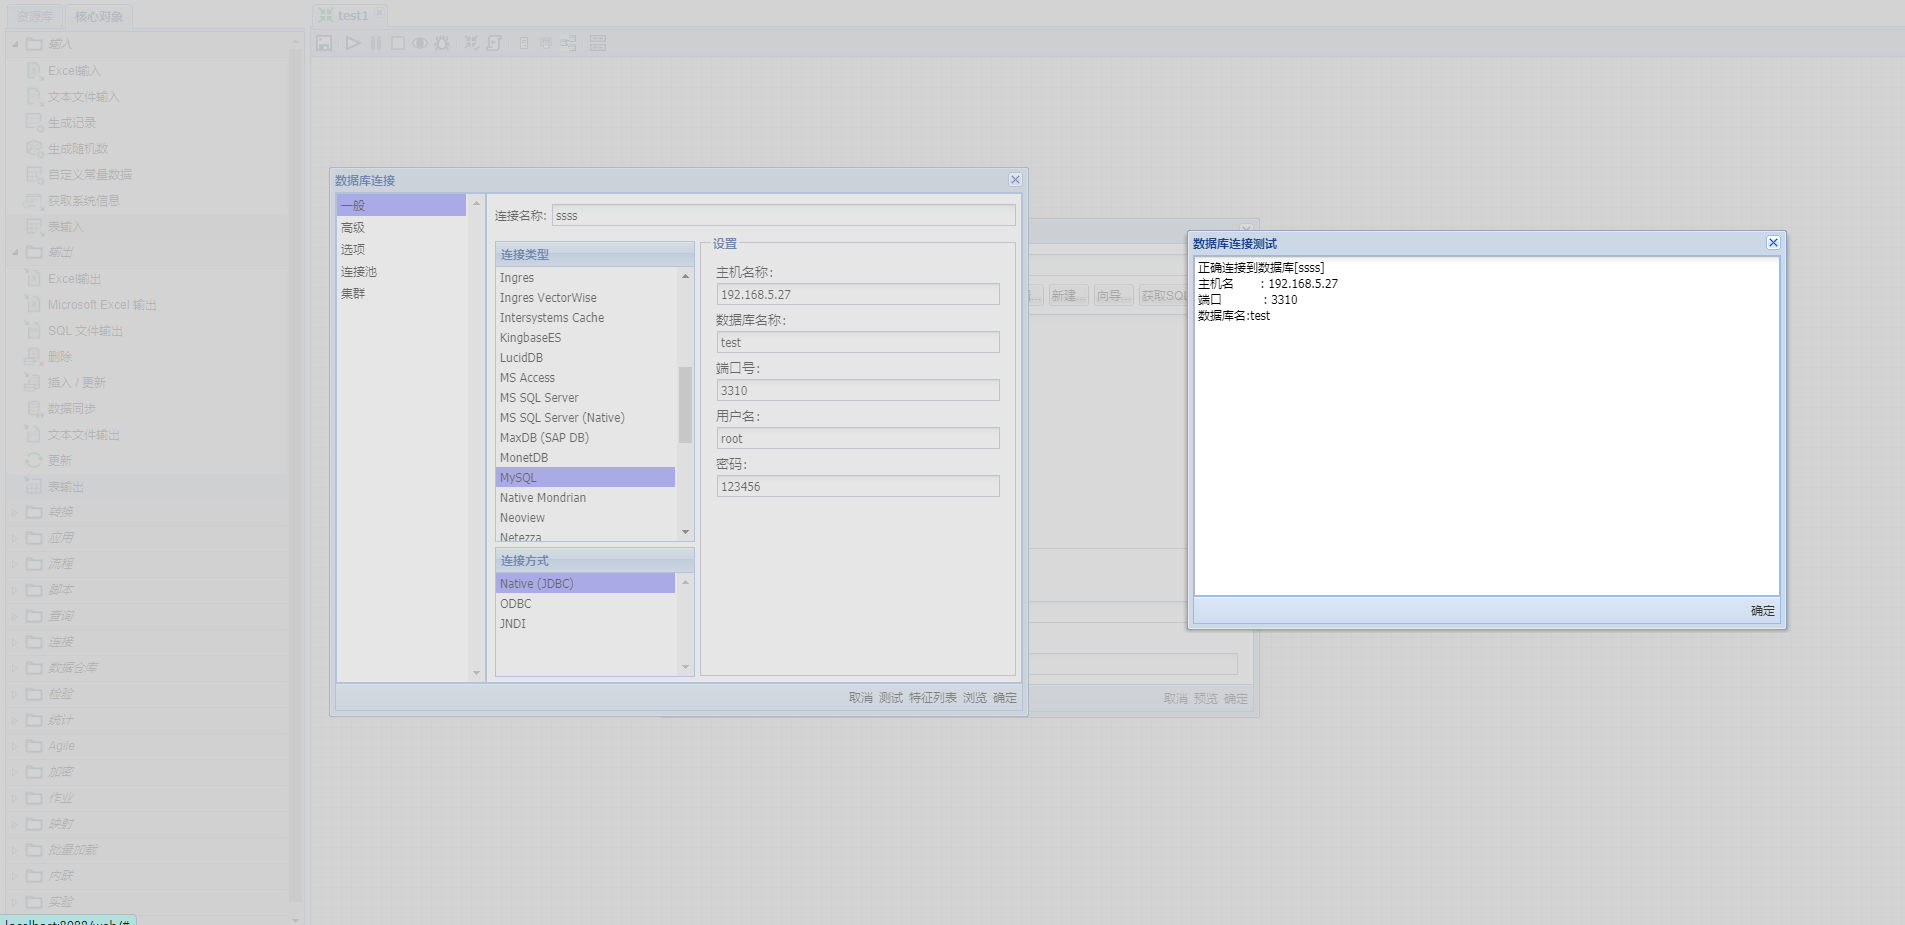 资源库 核心对象
输入
Excel输入
文本文件输入
生成记录
生成随机数
自定义常量数据
获取系统信息
表输入
输出
Excel输出
Microsoft Excel 输出
SQL 文件输出
删除
插入 / 更新
数据同步
文本文件输出
更新
表输出
转换
应用
流程
脚本
查询
连接
数据仓库
检验
统计
Agile
加密
作业
映射
批量加载
内联
实验
test1
数据库连接
一般
高级
选项
连接池
集群
连接名称: ssss
连接类型
Ingres
Ingres VectorWise
Intersystems Cache
KingbaseES
LucidDB
MS Access
MS SQL Server
MS SQL Server (Native)
MaxDB (SAP DB)
MonetDB
MySQL
Native Mondrian
Neoview
Netezza
连接方式
Native (JDBC)
ODBC
JNDI
设置
主机名称:
192.168.5.27
数据库名称:
test
端口号:
3310
用户名:
root
密码:
123456
取消 测试 特征列表 浏览 确定
新建... 向导... 获取SQL
取消 预览 确定
数据库连接测试
正确连接到数据库[ssss]
主机名 : 192.168.5.27
端口 : 3310
数据库名:test
确定
localhost:8088/web/#